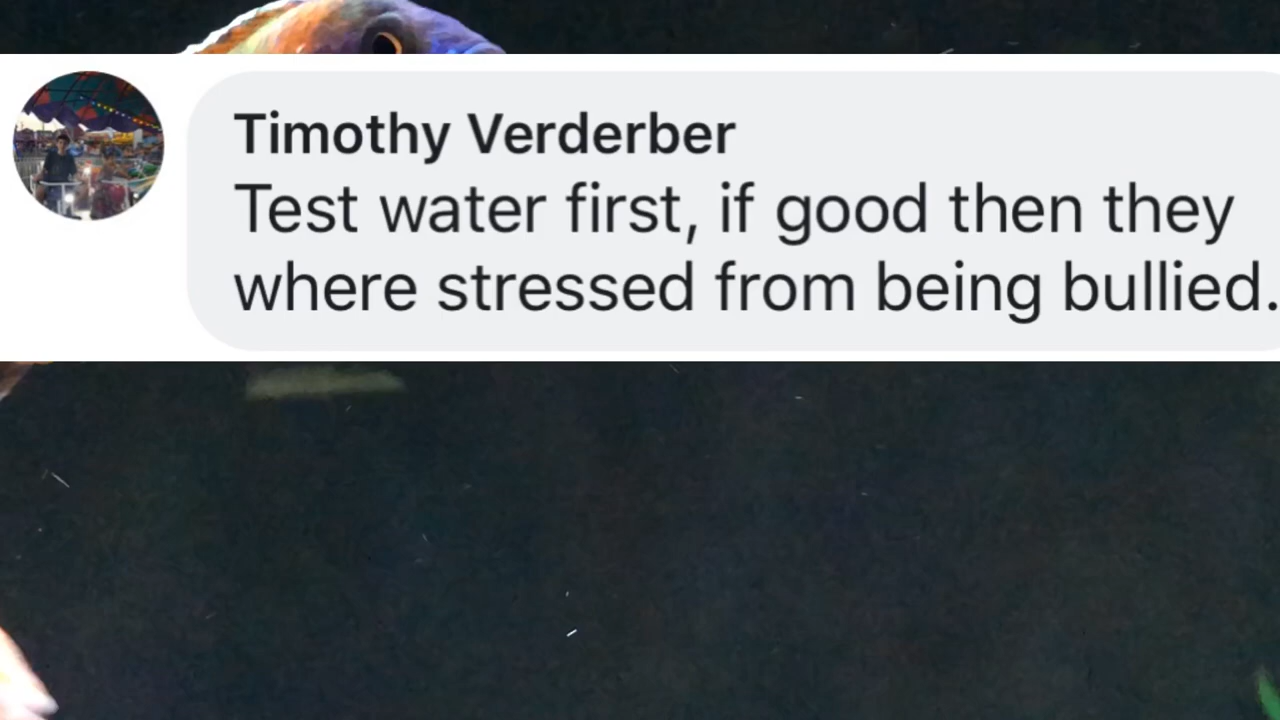 Timothy Verderber
Test water first, if good then they
where stressed from being bullied.